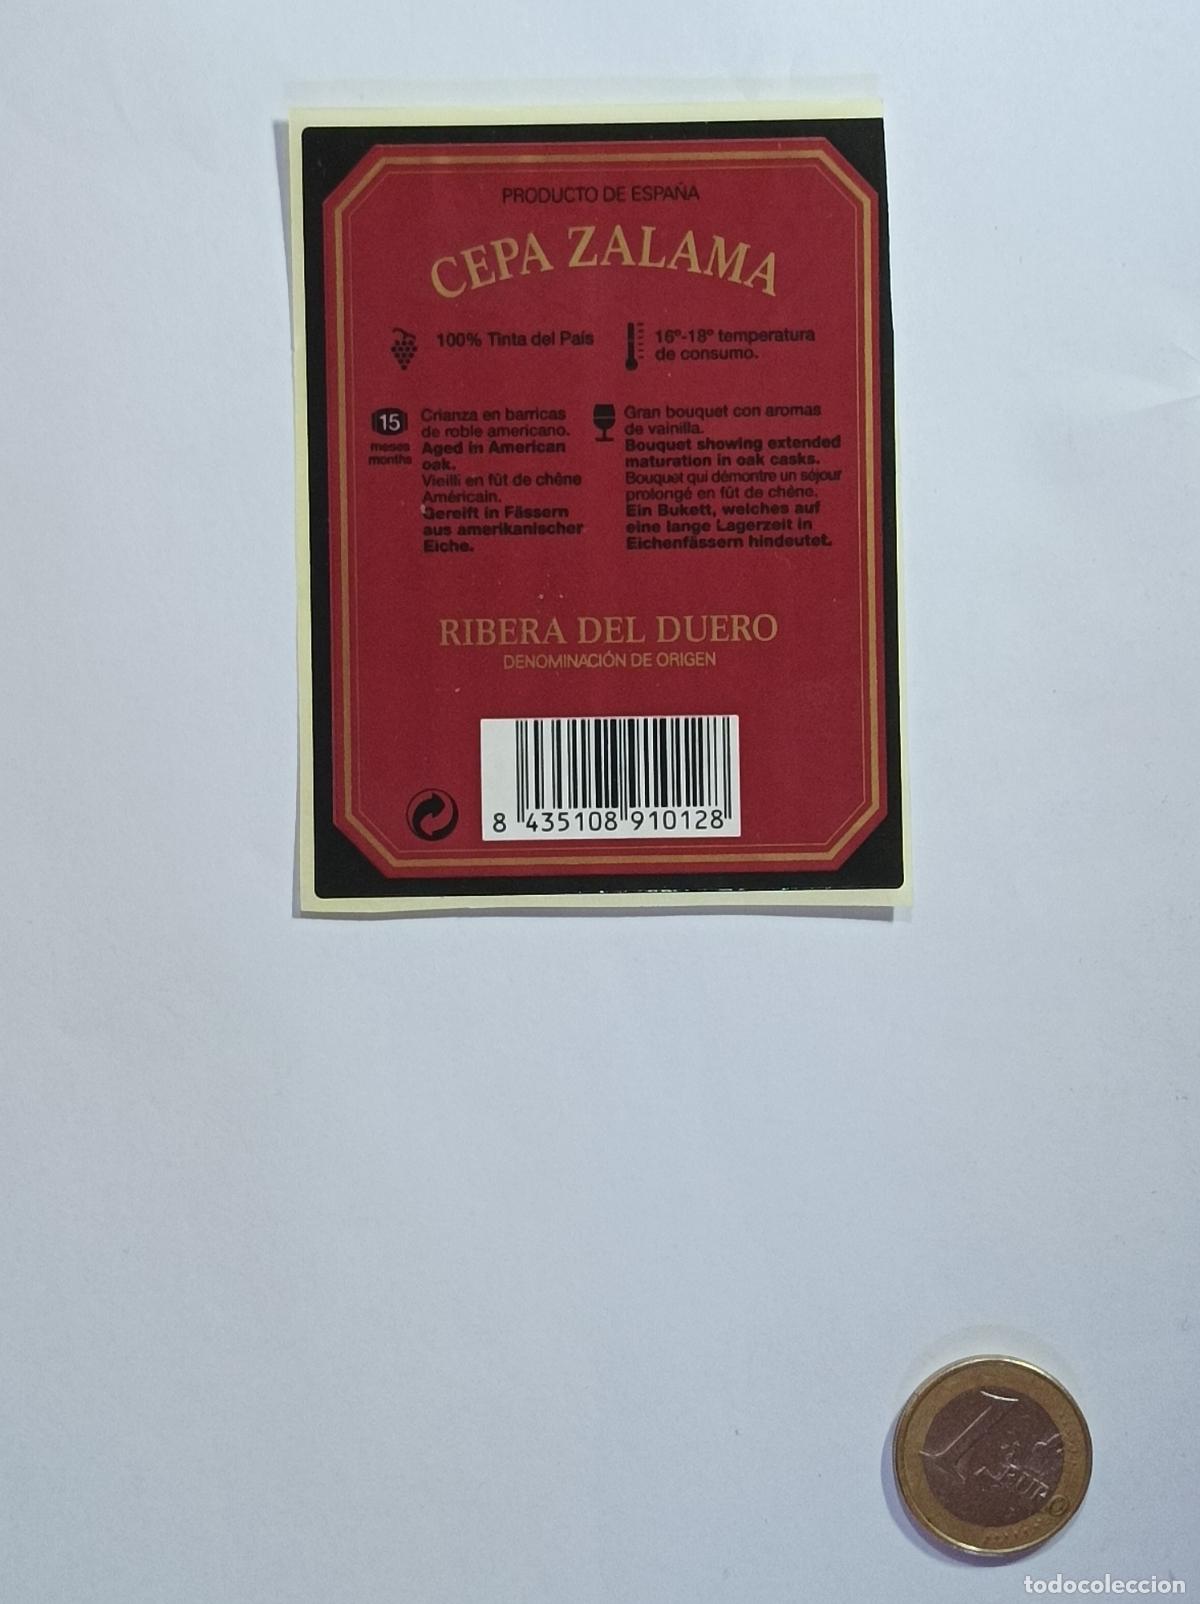 PRODUCTO DE ESPAÑA
CEPA ZALAMA
100% Tinta del País
16º-18º temperatura
de consumo.
15
meses
months
Crianza en barricas
de roble americano.
Aged in American
oak.
Vieilli en fût de chêne
Américain.
Gereift in Fässern
aus amerikanischer
Eiche.
Gran bouquet con aromas
de vainilla.
Bouquet showing extended
maturation in oak casks.
Bouquet qui démontre un séjour
prolongé en fût de chêne.
Ein Bukett, welches auf
eine lange Lagerzeit in
Eichenfässern hindeutet.
RIBERA DEL DUERO
DENOMINACIÓN DE ORIGEN
8 435108 910128
1
EURO
todocoleccion